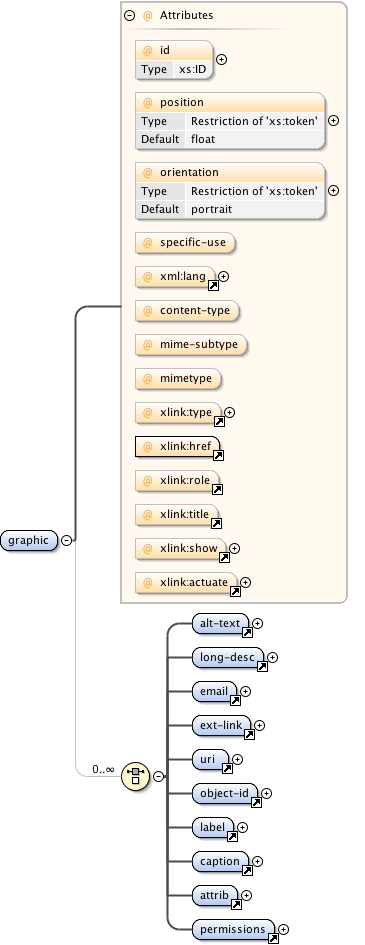 Attributes
@ id
Type xs:ID
@ position
Type Restriction of 'xs:token'
Default float
@ orientation
Type Restriction of 'xs:token'
Default portrait
@ specific-use
@ xml:lang
@ content-type
@ mime-subtype
@ mimetype
@ xlink:type
@ xlink:href
@ xlink:role
@ xlink:title
@ xlink:show
@ xlink:actuate
graphic
alt-text
long-desc
email
ext-link
uri
0..∞
object-id
label
caption
attrib
permissions